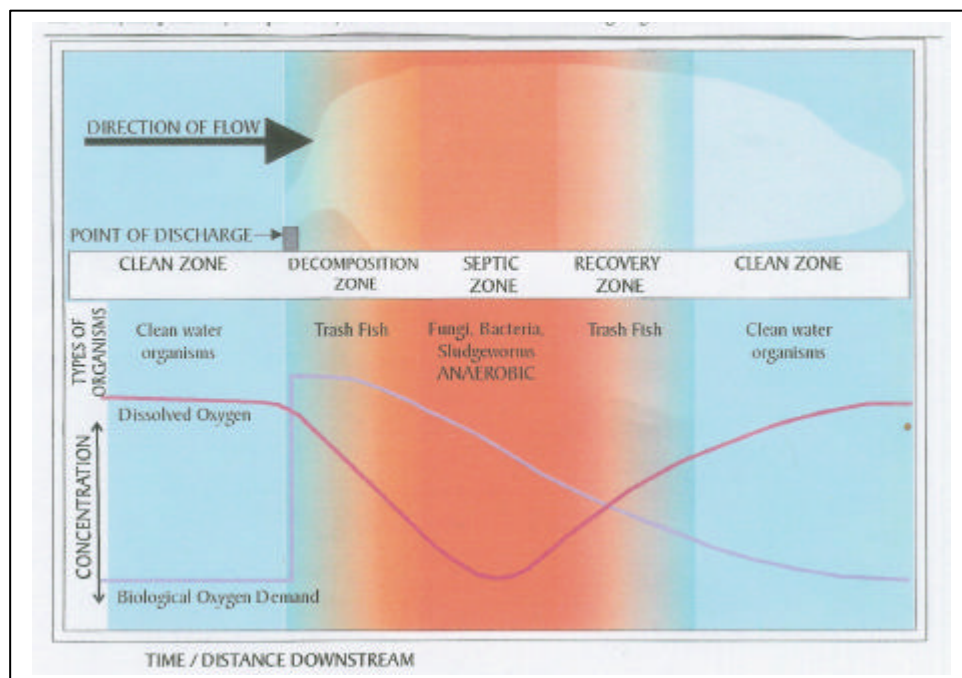 DIRECTION OF FLOW
POINT OF DISCHARGE
CLEAN ZONE
DECOMPOSITION
ZONE
SEPTIC
ZONE
RECOVERY
ZONE
CLEAN ZONE
TYPES OF
ORGANISMS
Clean water
organisms
Trash Fish
Fungi, Bacteria,
Sludgeworms
ANAEROBIC
Trash Fish
Clean water
organisms
Dissolved Oxygen
CONCENTRATION
Biological Oxygen Demand
TIME / DISTANCE DOWNSTREAM